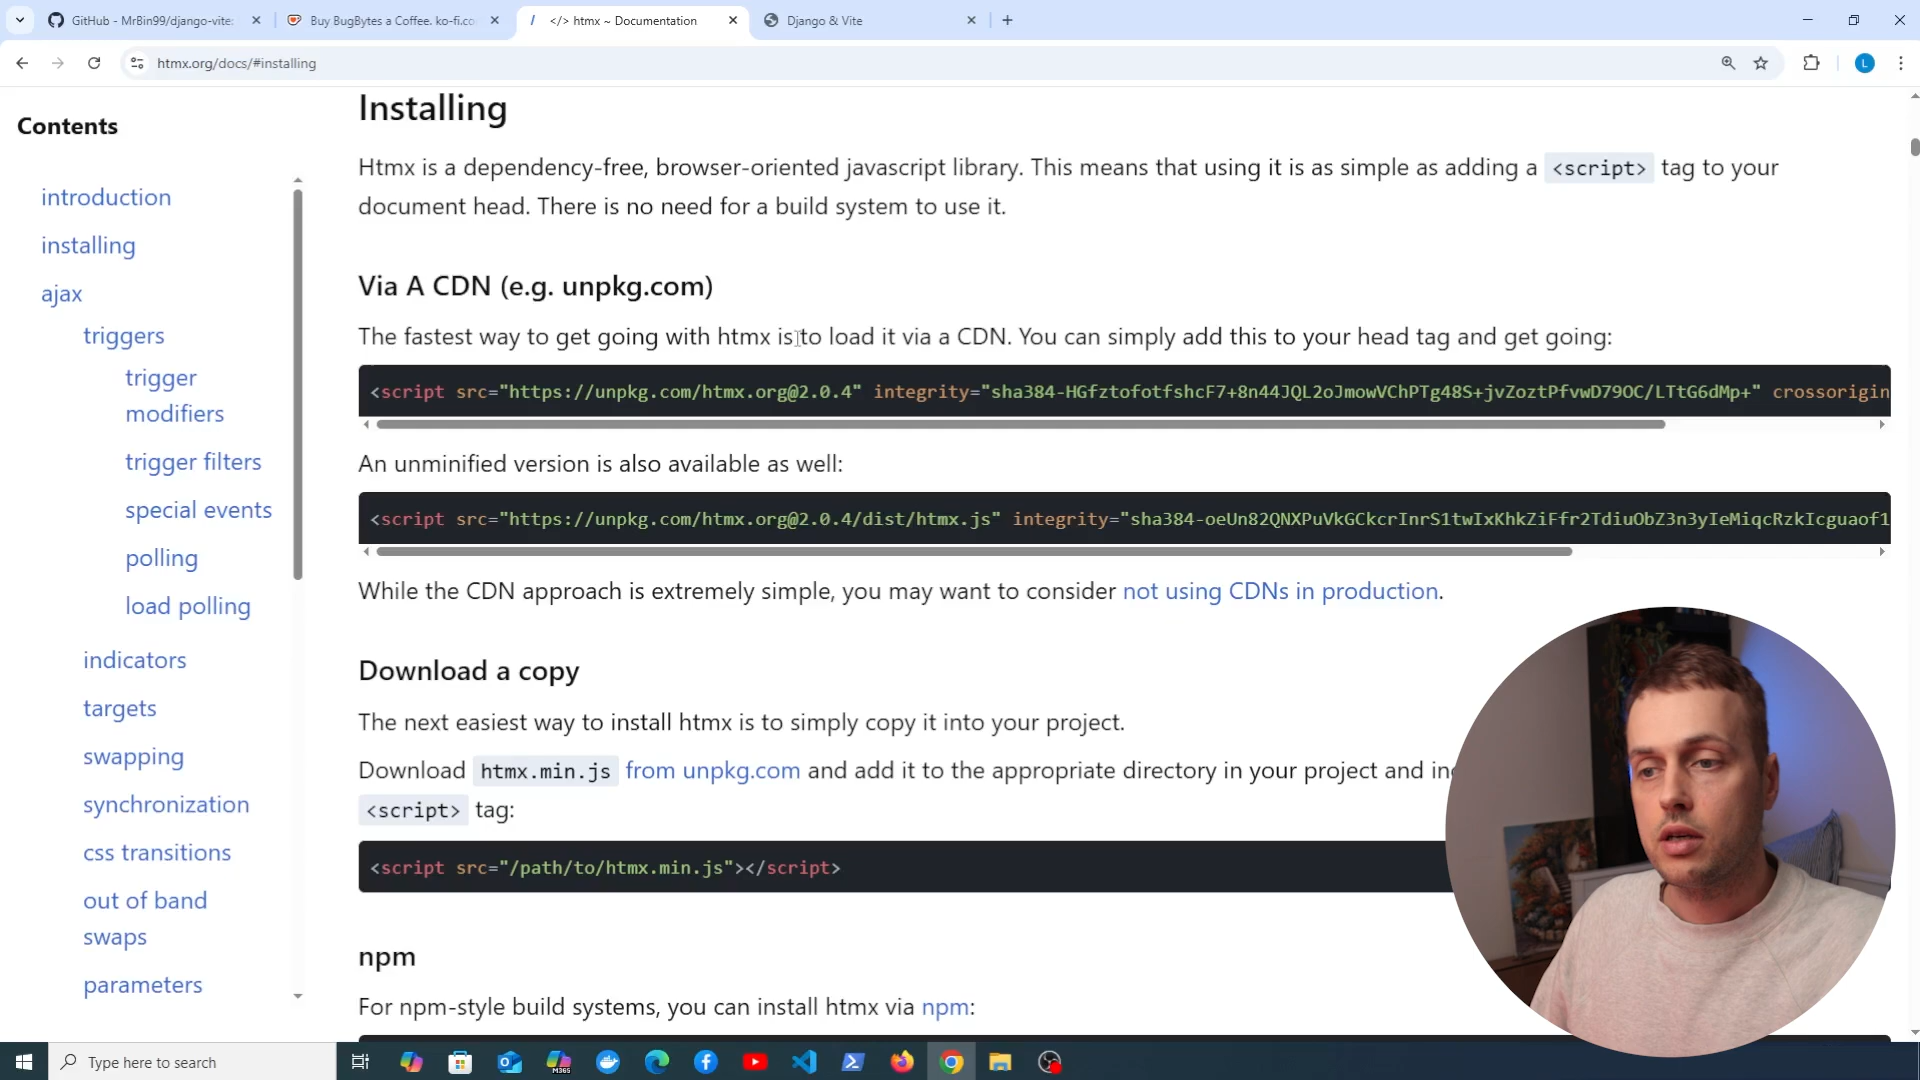 GitHub - MrBin99/django-vite:
Buy BugBytes a Coffee. ko-fi.co
</> htmx ~ Documentation
Django & Vite
htmx.org/docs/#installing
L
Contents
introduction
installing
ajax
triggers
trigger
modifiers
trigger filters
special events
polling
load polling
indicators
targets
swapping
synchronization
css transitions
out of band
swaps
parameters
Installing
Htmx is a dependency-free, browser-oriented javascript library. This means that using it is as simple as adding a <script> tag to your
document head. There is no need for a build system to use it.
Via A CDN (e.g. unpkg.com)
The fastest way to get going with htmx is to load it via a CDN. You can simply add this to your head tag and get going:
<script src="https://unpkg.com/htmx.org@2.0.4" integrity="sha384-HGfztofotfshcF7+8n44JQL2oJmowVChPTg48S+jvZoztPfvwD79OC/LTtG6dMp+" crossorigin
An unminified version is also available as well:
<script src="https://unpkg.com/htmx.org@2.0.4/dist/htmx.js" integrity="sha384-oeUn82QNXPuVkGCkcrInrS1twIxKhkZiFfr2TdiuObZ3n3yIeMiqcRzkIcguaof1
While the CDN approach is extremely simple, you may want to consider not using CDNs in production.
Download a copy
The next easiest way to install htmx is to simply copy it into your project.
Download htmx.min.js from unpkg.com and add it to the appropriate directory in your project and in
<script> tag:
<script src="/path/to/htmx.min.js"></script>
npm
For npm-style build systems, you can install htmx via npm:
Type here to search
M365